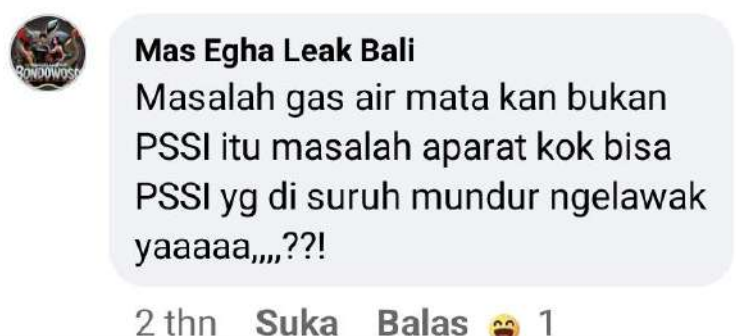 BONDOWOSO
Mas Egha Leak Bali
Masalah gas air mata kan bukan
PSSI itu masalah aparat kok bisa
PSSI yg di suruh mundur ngelawak
yaaaaa,,,,??!
2 thn Suka Balas 😄 1